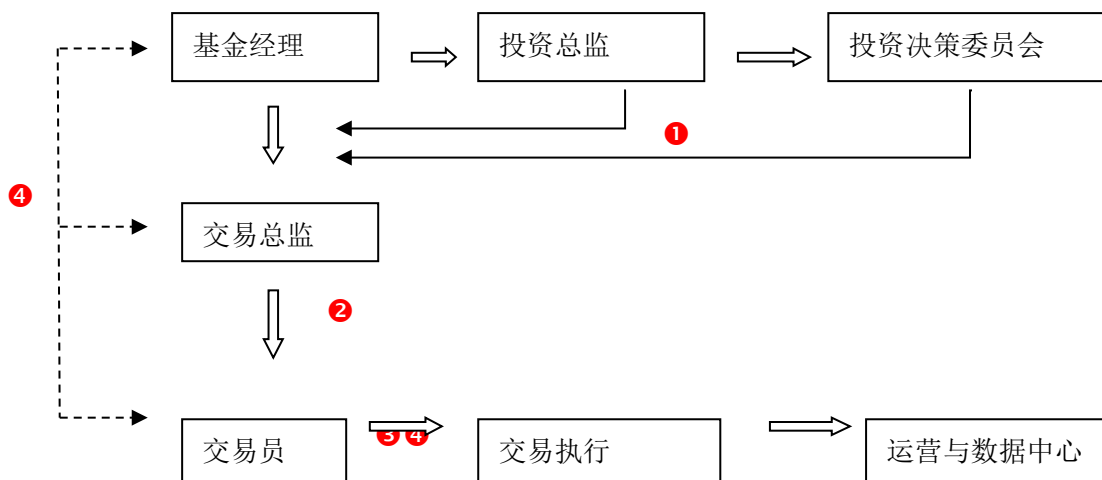 基金经理
投资总监
投资决策委员会
❶
❹
交易总监
❷
交易员
❸❹
交易执行
运营与数据中心